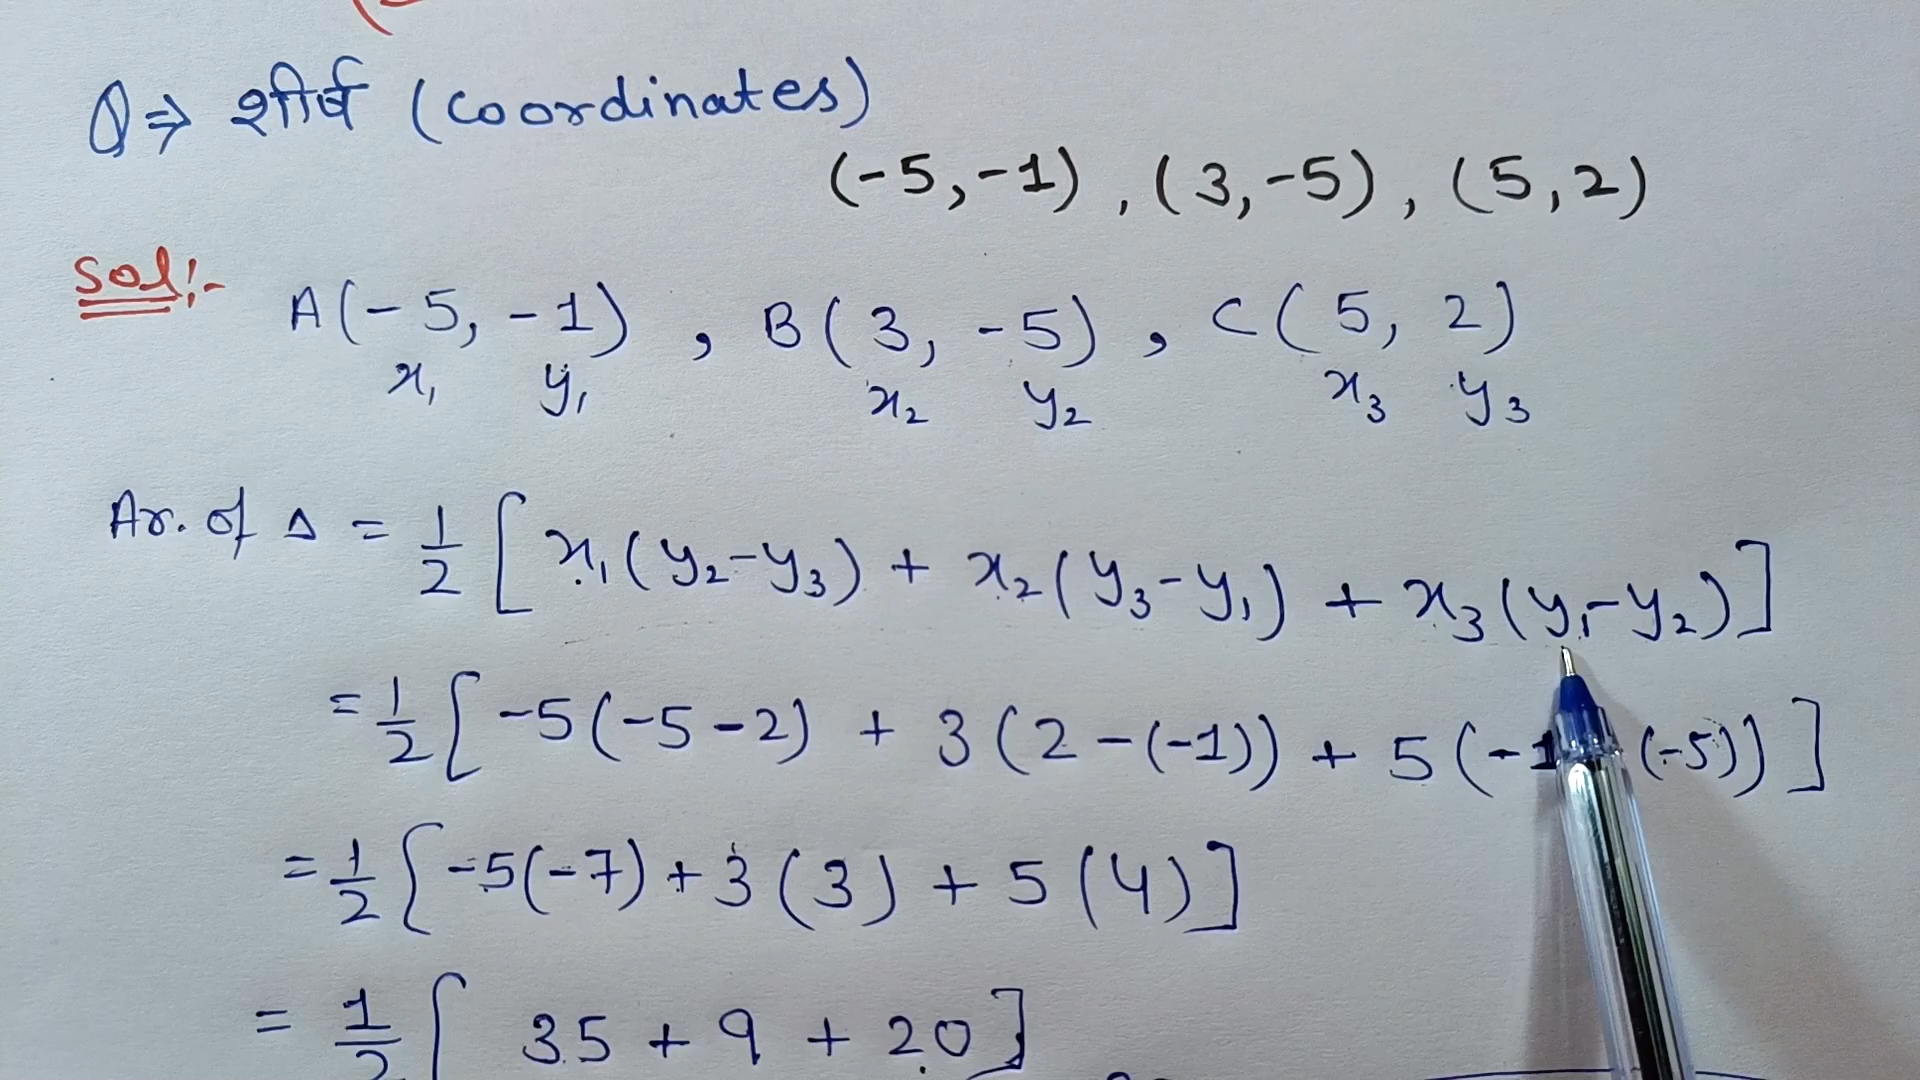 Q⇒ शीर्ष (Coordinates)
(-5,-1), (3,-5), (5,2)
Sol:-
A(-5, -1), B(3, -5), C(5, 2)
x₁ y₁ x₂ y₂ x₃ y₃
Ar. of Δ = 1/2 [x₁(y₂-y₃) + x₂(y₃-y₁) + x₃(y₁-y₂)]
= 1/2 [-5(-5-2) + 3(2-(-1)) + 5(-1 (-5))]
= 1/2 [-5(-7) + 3(3) + 5(4)]
= 1/2 [35 + 9 + 20]